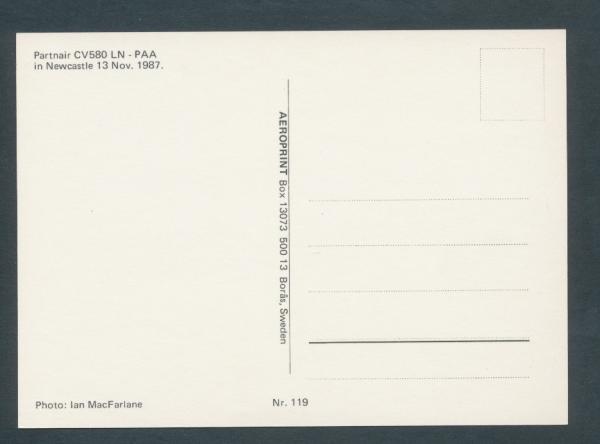 Partnair CV580 LN - PAA
in Newcastle 13 Nov. 1987.
AEROPRINT Box 13073 500 13 Borås, Sweden
Photo: Ian MacFarlane
Nr. 119